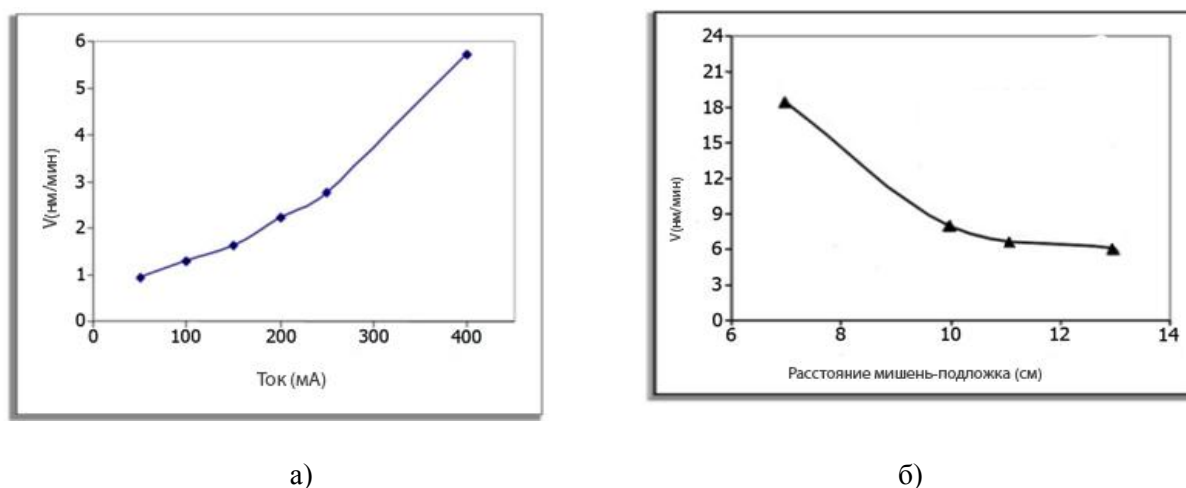 6
5
4
3
2
1
0
0 100 200 300 400
V(нм/мин)
Ток (мА)
24
21
18
15
12
9
6
3
0
6 8 10 12 14
V(нм/мин)
Расстояние мишень-подложка (см)
а) б)